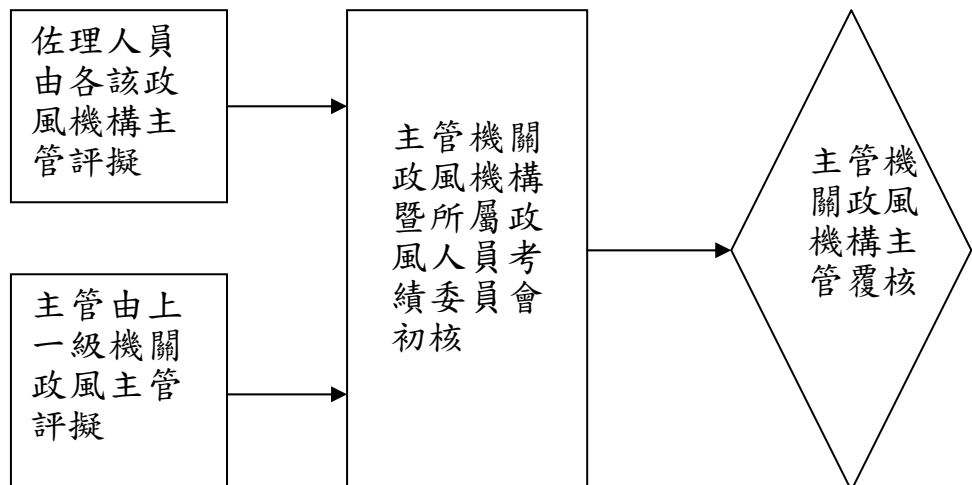 佐理人員
由各該政
風機構主
管評擬
主管由上
一級機關
政風主管
評擬
主管機關
政風機構
暨所屬政
風人員考
績委員會
初核
主管機
關政風
機構主
管覆核